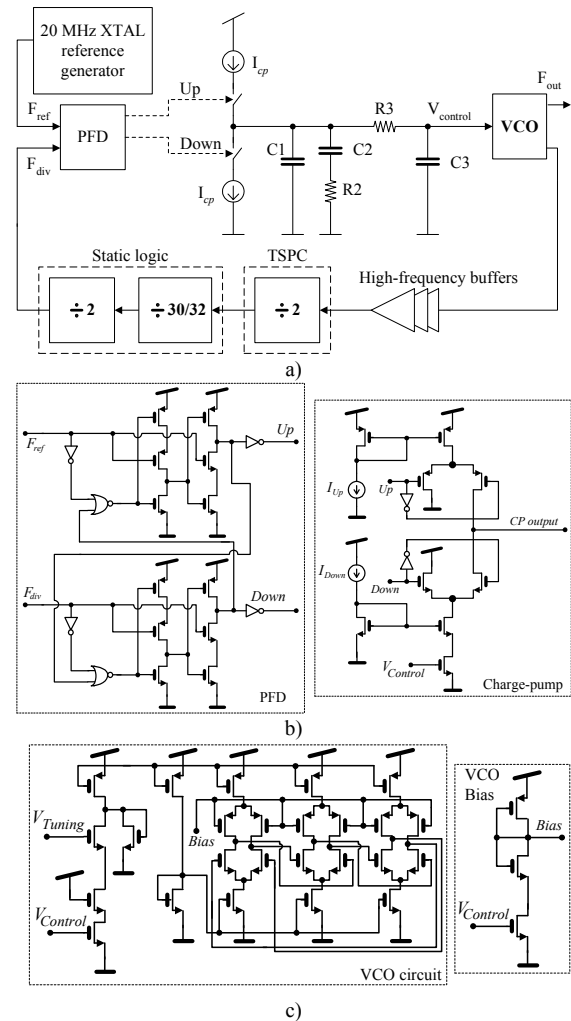 20 MHz XTAL
reference
generator
I_cp
F_ref
PFD
Up
Down
F_div
I_cp
C1
C2
R2
R3
V_control
C3
VCO
F_out
Static logic
TSPC
High-frequency buffers
÷ 2
÷ 30/32
÷ 2
a)
F_ref
Up
F_div
Down
PFD
I_Up
Up
CP output
I_Down
Down
V_Control
Charge-pump
b)
V_Tuning
Bias
V_Control
VCO circuit
VCO
Bias
Bias
V_Control
c)